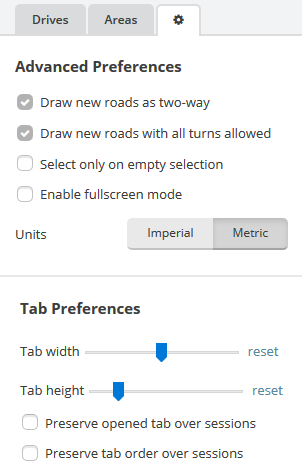 Drives Areas
Advanced Preferences
Draw new roads as two-way
Draw new roads with all turns allowed
Select only on empty selection
Enable fullscreen mode
Units Imperial Metric
Tab Preferences
Tab width reset
Tab height reset
Preserve opened tab over sessions
Preserve tab order over sessions